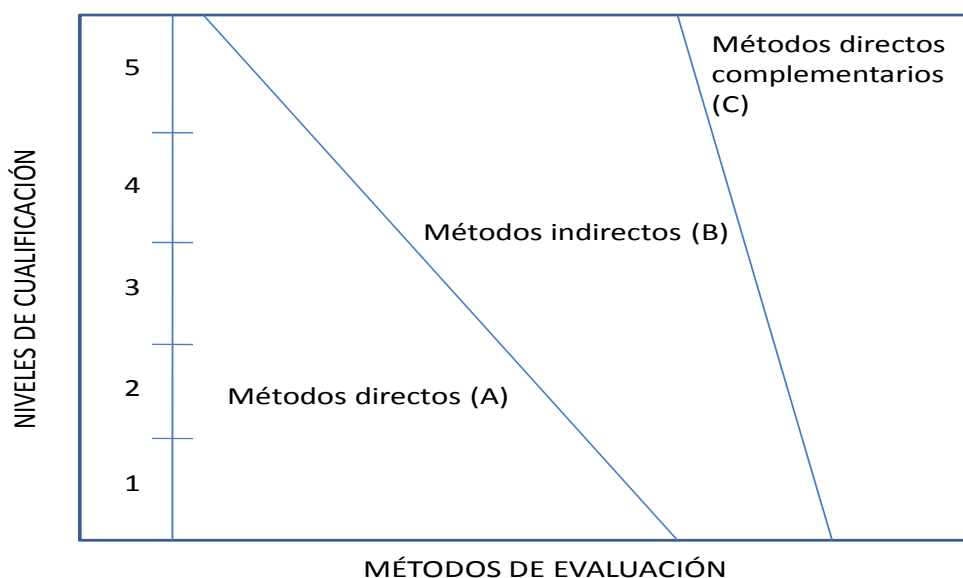 NIVELES DE CUALIFICACIÓN
5
4
3
2
1
Métodos directos
complementarios
(C)
Métodos indirectos (B)
Métodos directos (A)
MÉTODOS DE EVALUACIÓN